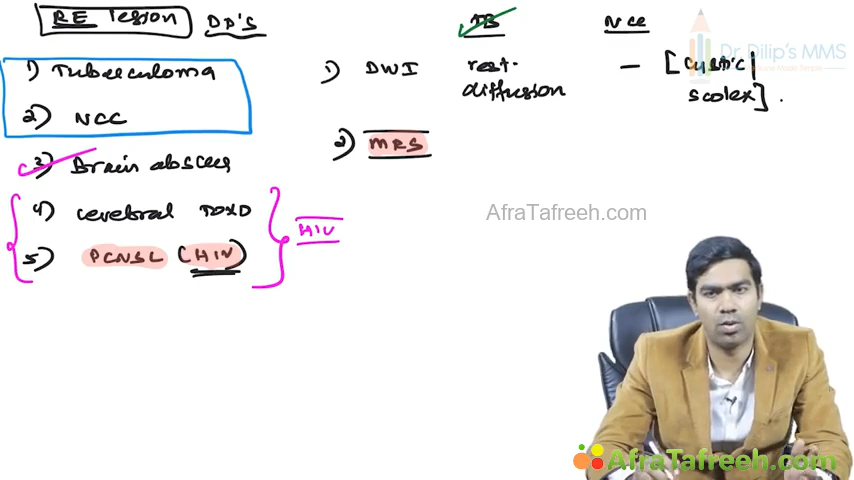 RE lesion DD's
TB
NCC
Dr. Dilip's MMS
1) Tuberculoma
2) NCC
3) Brain abscess
4) cerebral TOXO
5) PCNSL (HIV)
HIV
1) DWI
rest. diffusion
– [cystic |
scolex].
2) MRS
AfraTafreeh.com
AfraTafreeh.com